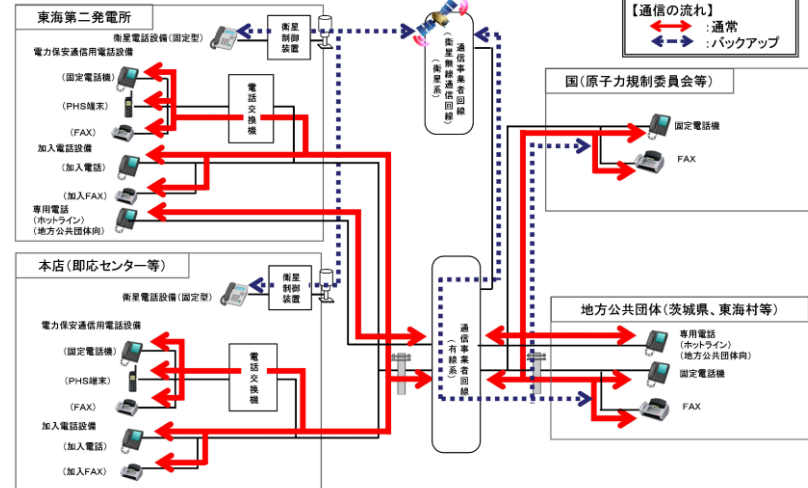 【通信の流れ】
:通常
:バックアップ
東海第二発電所
衛星電話設備(固定型)
衛星
制御
装置
電力保安通信用電話設備
(固定電話機)
(PHS端末)
(FAX)
電話交換機
加入電話設備
(加入電話)
(加入FAX)
専用電話
(ホットライン)
(地方公共団体向)
通信事業者回線
(衛星無線通信回線)
(衛星系)
国(原子力規制委員会等)
固定電話機
FAX
本店(即応センター等)
衛星電話設備(固定型)
衛星
制御
装置
電力保安通信用電話設備
(固定電話機)
(PHS端末)
(FAX)
電話交換機
加入電話設備
(加入電話)
(加入FAX)
通信事業者回線
(有線系)
地方公共団体(茨城県、東海村等)
専用電話
(ホットライン)
(地方公共団体向)
固定電話機
FAX